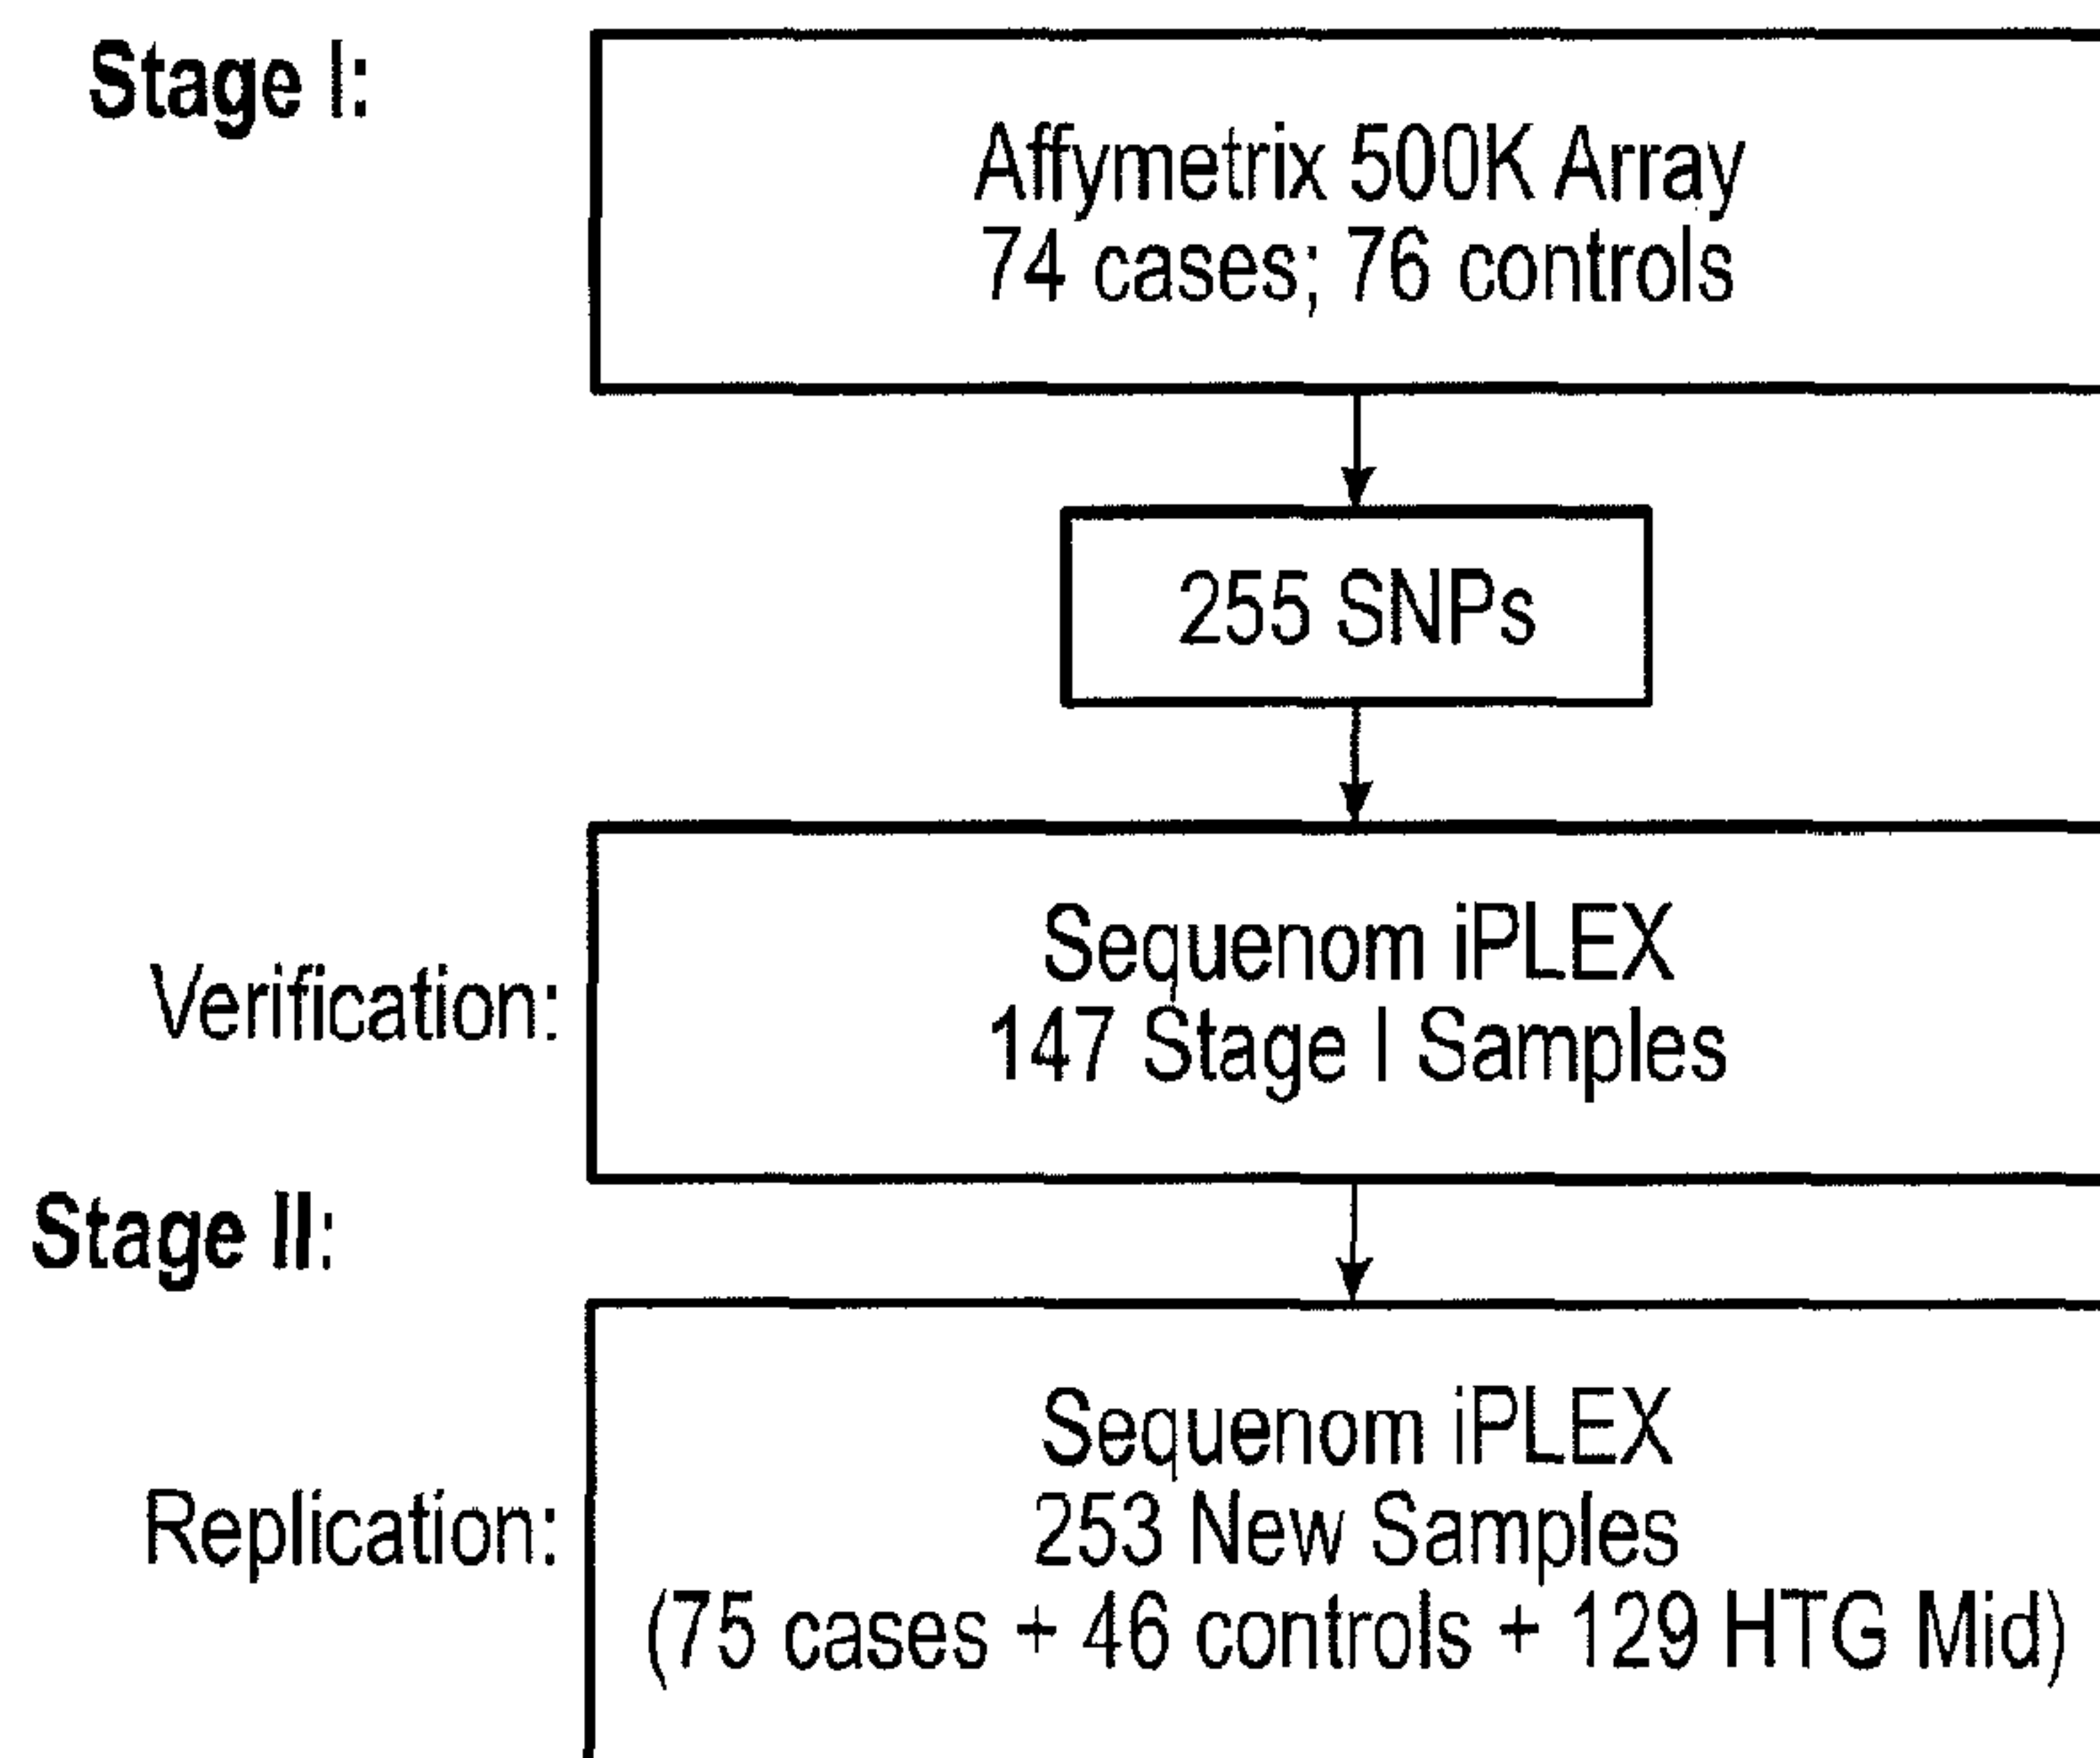 Stage I:
Affymetrix 500K Array
74 cases; 76 controls
255 SNPs
Verification:
Sequenom iPLEX
147 Stage I Samples
Stage II:
Replication:
Sequenom iPLEX
253 New Samples
(75 cases + 46 controls + 129 HTG Mid)